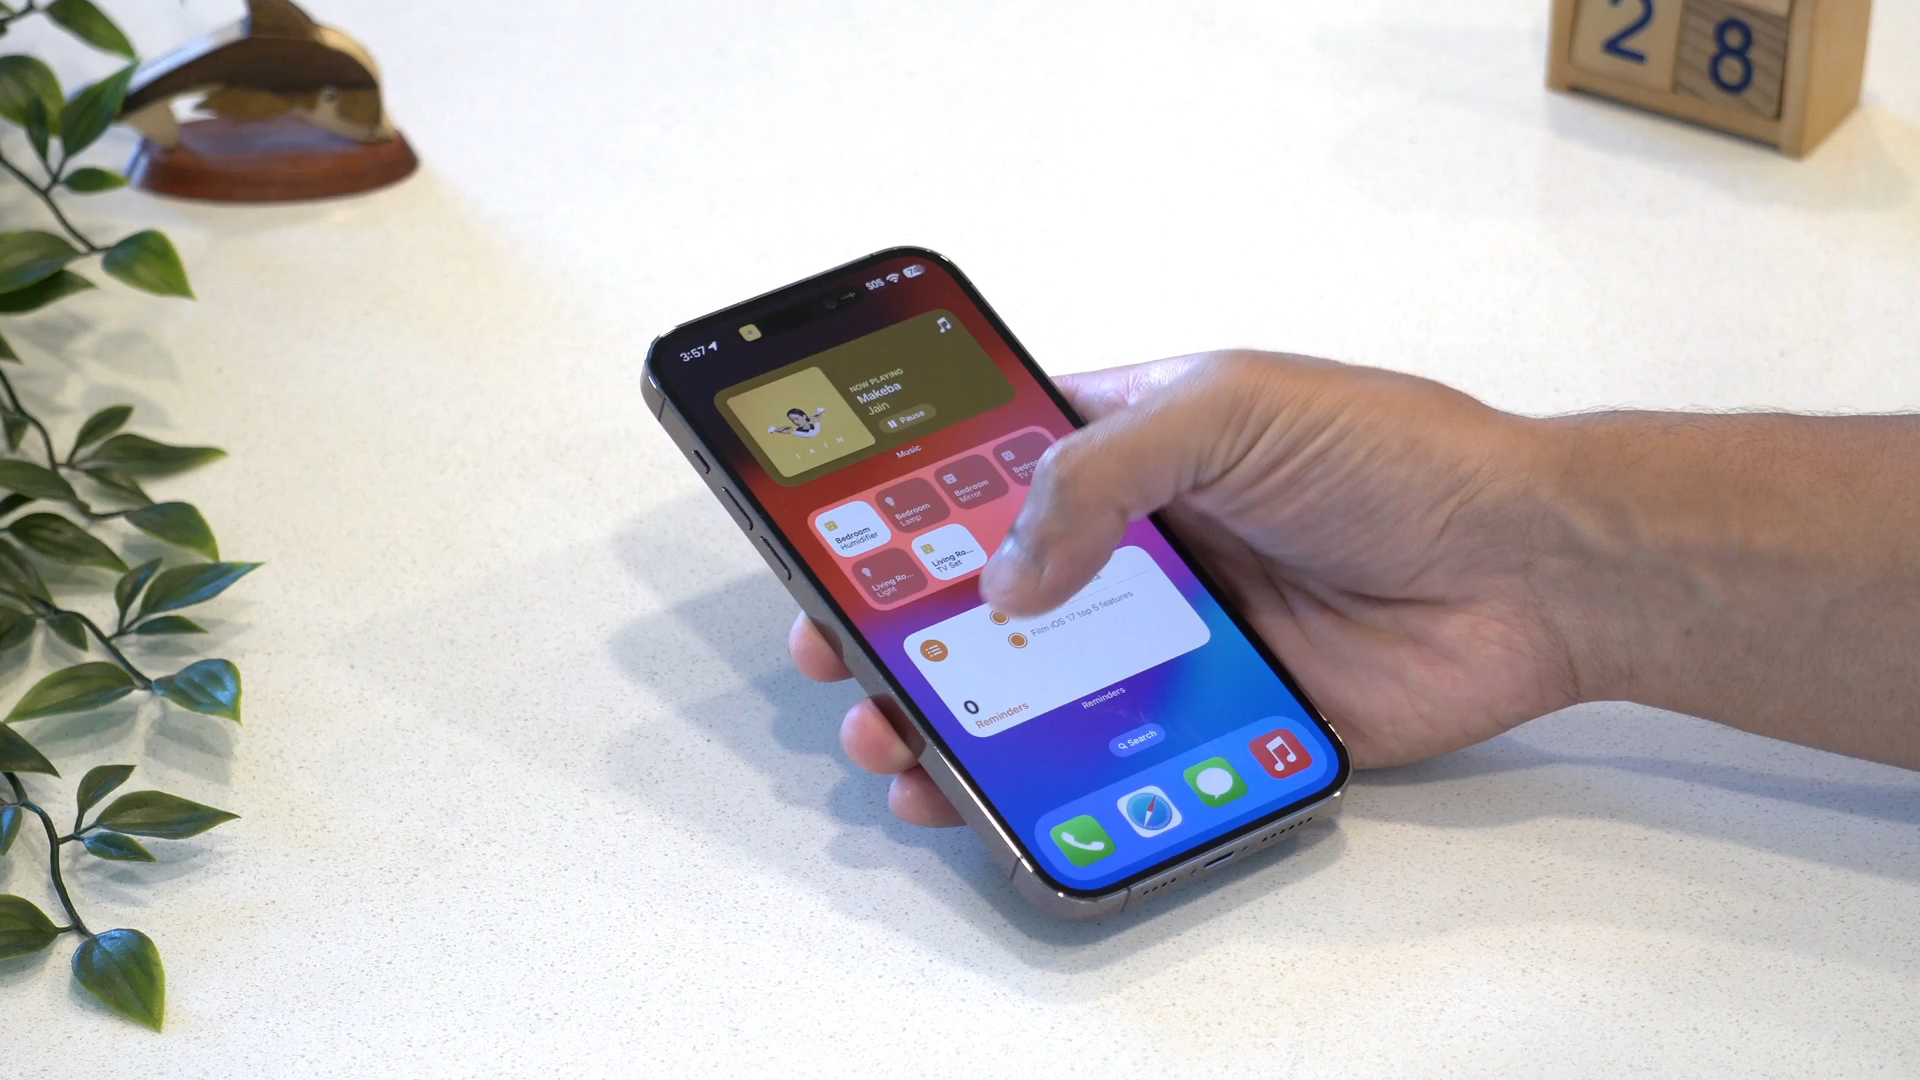 28
3:57
SOS
NOW PLAYING
Makeba
Jain
Pause
JAIN
Music
Bedroom
Humidifier
Bedroom
Lamp
Bedroom
Mirror
Living Ro...
Light
Living Ro...
TV Set
Film iOS 17 top 5 features
0
Reminders
Reminders
Search